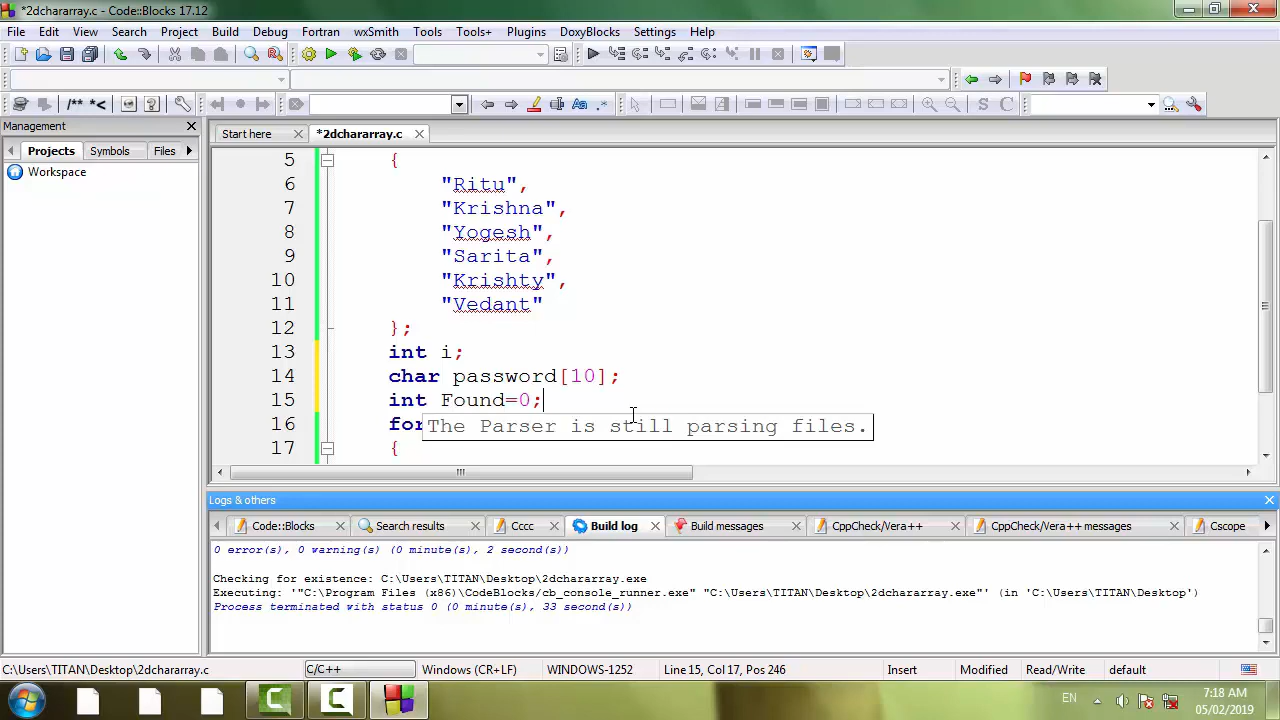 *2dchararray.c - Code::Blocks 17.12
File Edit View Search Project Build Debug Fortran wxSmith Tools Tools+ Plugins DoxyBlocks Settings Help
/** *<
Aa .*
S C
Management
Start here *2dchararray.c
Projects Symbols Files
Workspace
5 {
6 "Ritu",
7 "Krishna",
8 "Yogesh",
9 "Sarita",
10 "Krishty",
11 "Vedant"
12 };
13 int i;
14 char password[10];
15 int Found=0;
16 for
The Parser is still parsing files.
17 {
Logs & others
Code::Blocks Search results Cccc Build log Build messages CppCheck/Vera++ CppCheck/Vera++ messages Cscope
0 error(s), 0 warning(s) (0 minute(s), 2 second(s))
Checking for existence: C:\Users\TITAN\Desktop\2dchararray.exe
Executing: '"C:\Program Files (x86)\CodeBlocks/cb_console_runner.exe" "C:\Users\TITAN\Desktop\2dchararray.exe"' (in 'C:\Users\TITAN\Desktop')
Process terminated with status 0 (0 minute(s), 33 second(s))
C:\Users\TITAN\Desktop\2dchararray.c C/C++ Windows (CR+LF) WINDOWS-1252 Line 15, Col 17, Pos 246 Insert Modified Read/Write default
EN
7:18 AM
05/02/2019